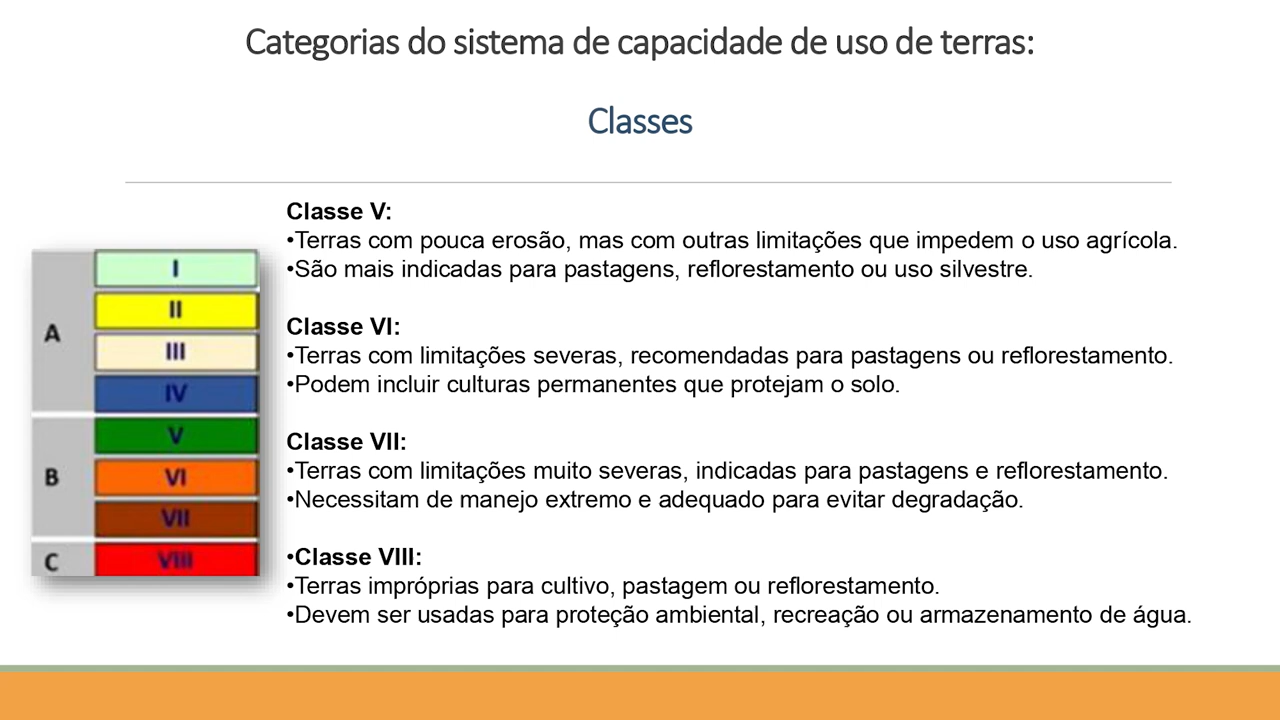 Categorias do sistema de capacidade de uso de terras:
Classes
A
I
II
III
IV
B
V
VI
VII
C
VIII
Classe V:
•Terras com pouca erosão, mas com outras limitações que impedem o uso agrícola.
•São mais indicadas para pastagens, reflorestamento ou uso silvestre.
Classe VI:
•Terras com limitações severas, recomendadas para pastagens ou reflorestamento.
•Podem incluir culturas permanentes que protejam o solo.
Classe VII:
•Terras com limitações muito severas, indicadas para pastagens e reflorestamento.
•Necessitam de manejo extremo e adequado para evitar degradação.
•Classe VIII:
•Terras impróprias para cultivo, pastagem ou reflorestamento.
•Devem ser usadas para proteção ambiental, recreação ou armazenamento de água.